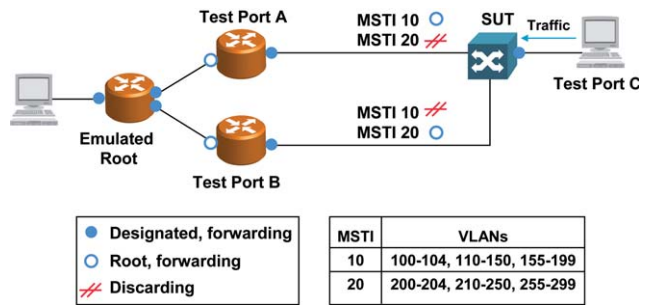 Test Port A
MSTI 10
MSTI 20
SUT
Traffic
Test Port C
Emulated
Root
MSTI 10
MSTI 20
Test Port B
Designated, forwarding
Root, forwarding
Discarding
MSTI VLANs
10 100-104, 110-150, 155-199
20 200-204, 210-250, 255-299